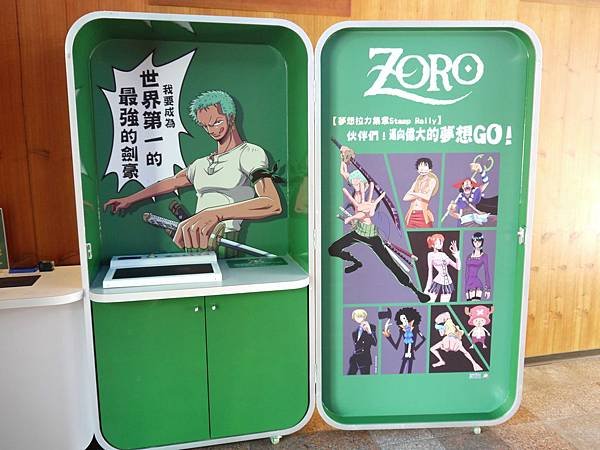 我要成為
世界第一的
最強的劍豪
ZORO
【夢想拉力集章Stamp Rally】
伙伴們！邁向偉大的夢想GO！